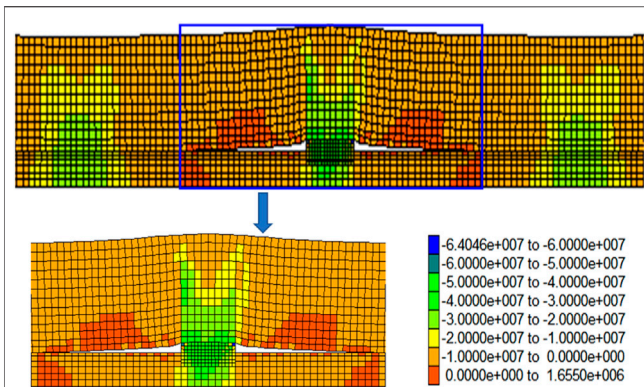 -6.4046e+007 to -6.0000e+007
-6.0000e+007 to -5.0000e+007
-5.0000e+007 to -4.0000e+007
-4.0000e+007 to -3.0000e+007
-3.0000e+007 to -2.0000e+007
-2.0000e+007 to -1.0000e+007
-1.0000e+007 to 0.0000e+000
0.0000e+000 to 1.6550e+006